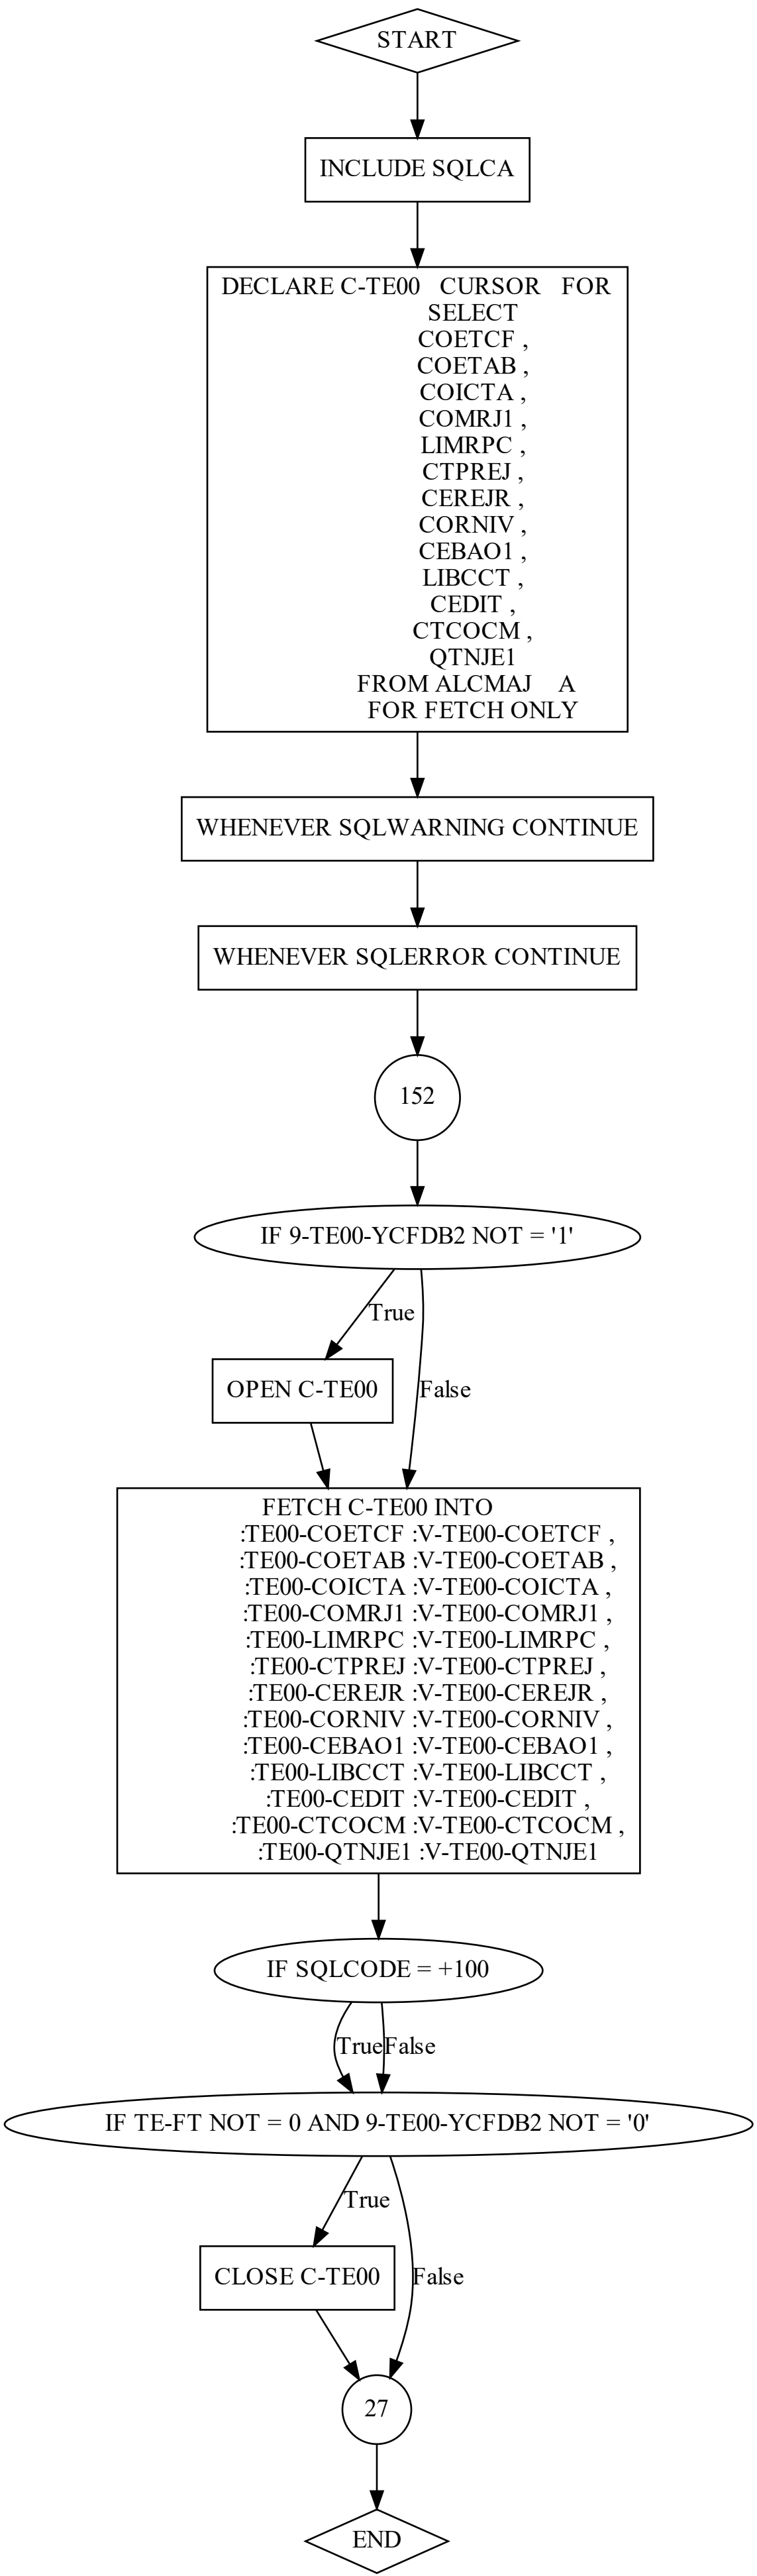 START
INCLUDE SQLCA
DECLARE C-TE00 CURSOR FOR
SELECT
COETCF ,
COETAB ,
COICTA ,
COMRJ1 ,
LIMRPC ,
CTPREJ ,
CEREJR ,
CORNIV ,
CEBAO1 ,
LIBCCT ,
CEDIT ,
CTCOCM ,
QTNJE1
FROM ALCMAJ A
FOR FETCH ONLY
WHENEVER SQLWARNING CONTINUE
WHENEVER SQLERROR CONTINUE
152
IF 9-TE00-YCFDB2 NOT = '1'
True
OPEN C-TE00
False
FETCH C-TE00 INTO
:TE00-COETCF :V-TE00-COETCF ,
:TE00-COETAB :V-TE00-COETAB ,
:TE00-COICTA :V-TE00-COICTA ,
:TE00-COMRJ1 :V-TE00-COMRJ1 ,
:TE00-LIMRPC :V-TE00-LIMRPC ,
:TE00-CTPREJ :V-TE00-CTPREJ ,
:TE00-CEREJR :V-TE00-CEREJR ,
:TE00-CORNIV :V-TE00-CORNIV ,
:TE00-CEBAO1 :V-TE00-CEBAO1 ,
:TE00-LIBCCT :V-TE00-LIBCCT ,
:TE00-CEDIT :V-TE00-CEDIT ,
:TE00-CTCOCM :V-TE00-CTCOCM ,
:TE00-QTNJE1 :V-TE00-QTNJE1
IF SQLCODE = +100
True False
IF TE-FT NOT = 0 AND 9-TE00-YCFDB2 NOT = '0'
True
CLOSE C-TE00
False
27
END